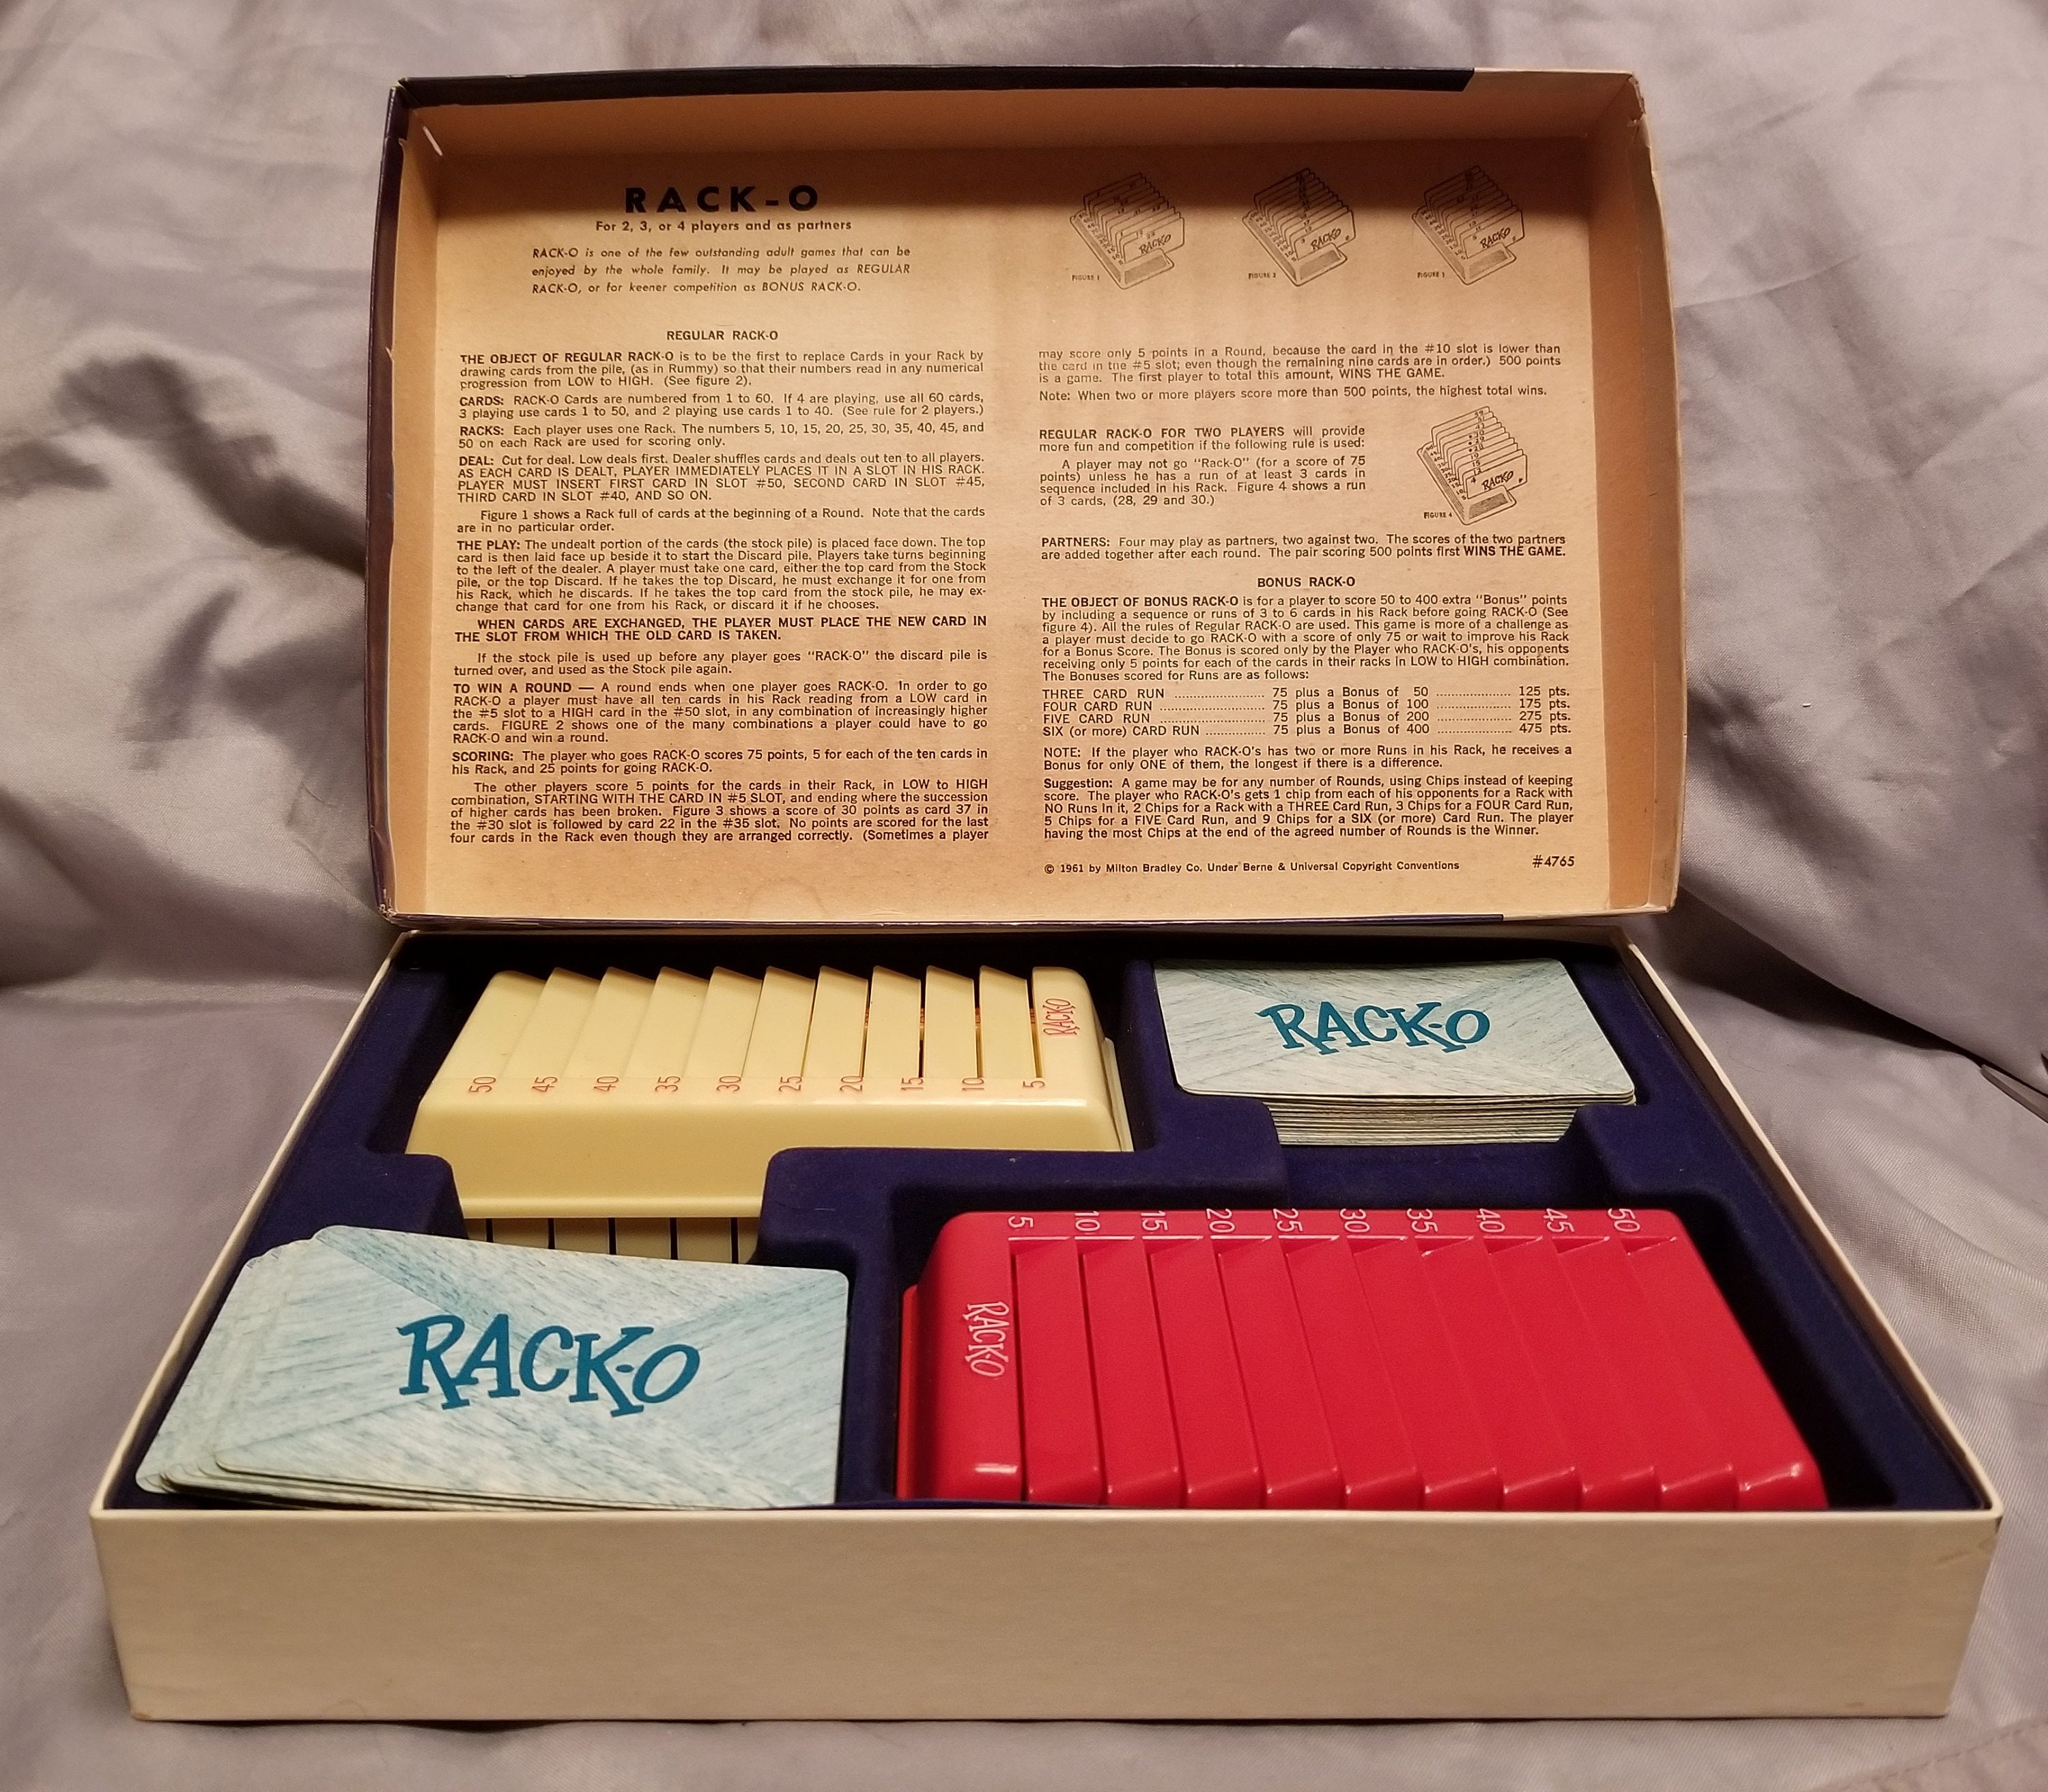 RACK-O
For 2, 3, or 4 players and as partners
RACK-O is one of the few outstanding adult games that can be
enjoyed by the whole family. It may be played as REGULAR
RACK-O, or for keener competition as BONUS RACK-O.
REGULAR RACK-O
THE OBJECT OF REGULAR RACK-O is to be the first to replace Cards in your Rack by
drawing cards from the pile, (as in Rummy) so that their numbers read in any numerical
progression from LOW to HIGH. (See figure 2).
CARDS: RACK-O Cards are numbered from 1 to 60. If 4 are playing, use all 60 cards,
3 playing use cards 1 to 50, and 2 playing use cards 1 to 40. (See rule for 2 players.)
RACKS: Each player uses one Rack. The numbers 5, 10, 15, 20, 25, 30, 35, 40, 45, and
50 on each Rack are used for scoring only.
DEAL: Cut for deal. Low deals first. Dealer shuffles cards and deals out ten to all players.
AS EACH CARD IS DEALT, PLAYER IMMEDIATELY PLACES IT IN A SLOT IN HIS RACK.
PLAYER MUST INSERT FIRST CARD IN SLOT #50, SECOND CARD IN SLOT #45,
THIRD CARD IN SLOT #40, AND SO ON.
Figure 1 shows a Rack full of cards at the beginning of a Round. Note that the cards
are in no particular order.
THE PLAY: The undealt portion of the cards (the stock pile) is placed face down. The top
card is then laid face up beside it to start the Discard pile. Players take turns beginning
to the left of the dealer. A player must take one card, either the top card from the Stock
pile, or the top Discard. If he takes the top Discard, he must exchange it for one from
his Rack, which he discards. If he takes the top card from the stock pile, he may ex-
change that card for one from his Rack, or discard it if he chooses.
WHEN CARDS ARE EXCHANGED, THE PLAYER MUST PLACE THE NEW CARD IN
THE SLOT FROM WHICH THE OLD CARD IS TAKEN.
If the stock pile is used up before any player goes "RACK-O" the discard pile is
turned over, and used as the Stock pile again.
TO WIN A ROUND — A round ends when one player goes RACK-O. In order to go
RACK-O a player must have all ten cards in his Rack reading from a LOW card in
the #5 slot to a HIGH card in the #50 slot, in any combination of increasingly higher
cards. FIGURE 2 shows one of the many combinations a player could have to go
RACK-O and win a round.
SCORING: The player who goes RACK-O scores 75 points, 5 for each of the ten cards in
his Rack, and 25 points for going RACK-O.
The other players score 5 points for the cards in their Rack, in LOW to HIGH
combination, STARTING WITH THE CARD IN #5 SLOT, and ending where the succession
of higher cards has been broken. Figure 3 shows a score of 30 points as card 37 in
the #30 slot is followed by card 22 in the #35 slot. No points are scored for the last
four cards in the Rack even though they are arranged correctly. (Sometimes a player
RACKO
FIGURE 1
RACKO
FIGURE 2
RACKO
FIGURE 3
may score only 5 points in a Round, because the card in the #10 slot is lower than
the card in the #5 slot; even though the remaining nine cards are in order.) 500 points
is a game. The first player to total this amount, WINS THE GAME.
Note: When two or more players score more than 500 points, the highest total wins.
REGULAR RACK-O FOR TWO PLAYERS will provide
more fun and competition if the following rule is used:
A player may not go "Rack-O" (for a score of 75
points) unless he has a run of at least 3 cards in
sequence included in his Rack. Figure 4 shows a run
of 3 cards, (28, 29 and 30.)
RACKO
FIGURE 4
PARTNERS: Four may play as partners, two against two. The scores of the two partners
are added together after each round. The pair scoring 500 points first WINS THE GAME.
BONUS RACK-O
THE OBJECT OF BONUS RACK-O is for a player to score 50 to 400 extra "Bonus" points
by including a sequence or runs of 3 to 6 cards in his Rack before going RACK-O (See
figure 4). All the rules of Regular RACK-O are used. This game is more of a challenge as
a player must decide to go RACK-O with a score of only 75 or wait to improve his Rack
for a Bonus Score. The Bonus is scored only by the Player who RACK-O's, his opponents
receiving only 5 points for each of the cards in their racks in LOW to HIGH combination.
The Bonuses scored for Runs are as follows:
THREE CARD RUN ........................ 75 plus a Bonus of 50 ..................... 125 pts.
FOUR CARD RUN ........................ 75 plus a Bonus of 100 ..................... 175 pts.
FIVE CARD RUN ........................ 75 plus a Bonus of 200 ..................... 275 pts.
SIX (or more) CARD RUN ................ 75 plus a Bonus of 400 ..................... 475 pts.
NOTE: If the player who RACK-O's has two or more Runs in his Rack, he receives a
Bonus for only ONE of them, the longest if there is a difference.
Suggestion: A game may be for any number of Rounds, using Chips instead of keeping
score. The player who RACK-O's gets 1 chip from each of his opponents for a Rack with
NO Runs In it, 2 Chips for a Rack with a THREE Card Run, 3 Chips for a FOUR Card Run,
5 Chips for a FIVE Card Run, and 9 Chips for a SIX (or more) Card Run. The player
having the most Chips at the end of the agreed number of Rounds is the Winner.
© 1961 by Milton Bradley Co. Under Berne & Universal Copyright Conventions #4765
50 45 40 35 30 25 20 15 10 5
RACK-O
RACK-O
RACK-O
5 10 15 20 25 30 35 40 45 50
RACK-O